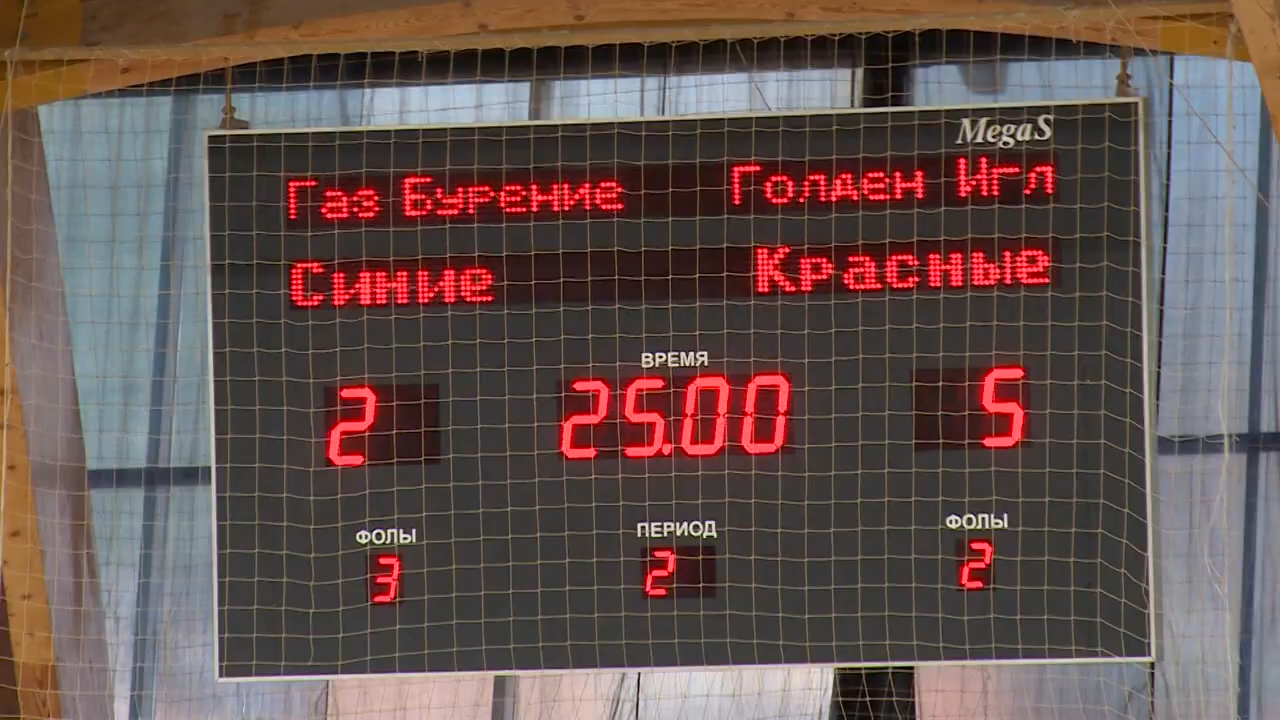 MegaS
Газ Бурение Голден Игл
Синие Красные
ВРЕМЯ
2 25.00 5
ФОЛЫ ПЕРИОД ФОЛЫ
3 2 2